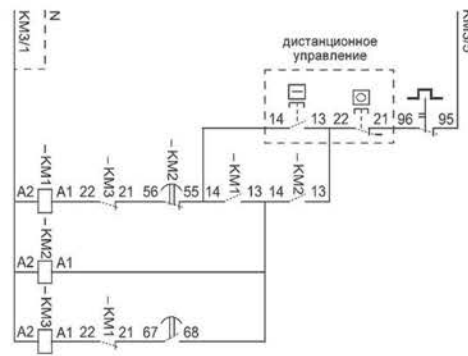 KM3/1
N
KM3/5
дистанционное
управление
14 13 22 21 96 95
–KM1
–KM3
–KM2
–KM1
–KM2
A2 A1 22 21 56 55 14 13 14 13
–KM2
A2 A1
–KM3
–KM1
A2 A1 22 21 67 68